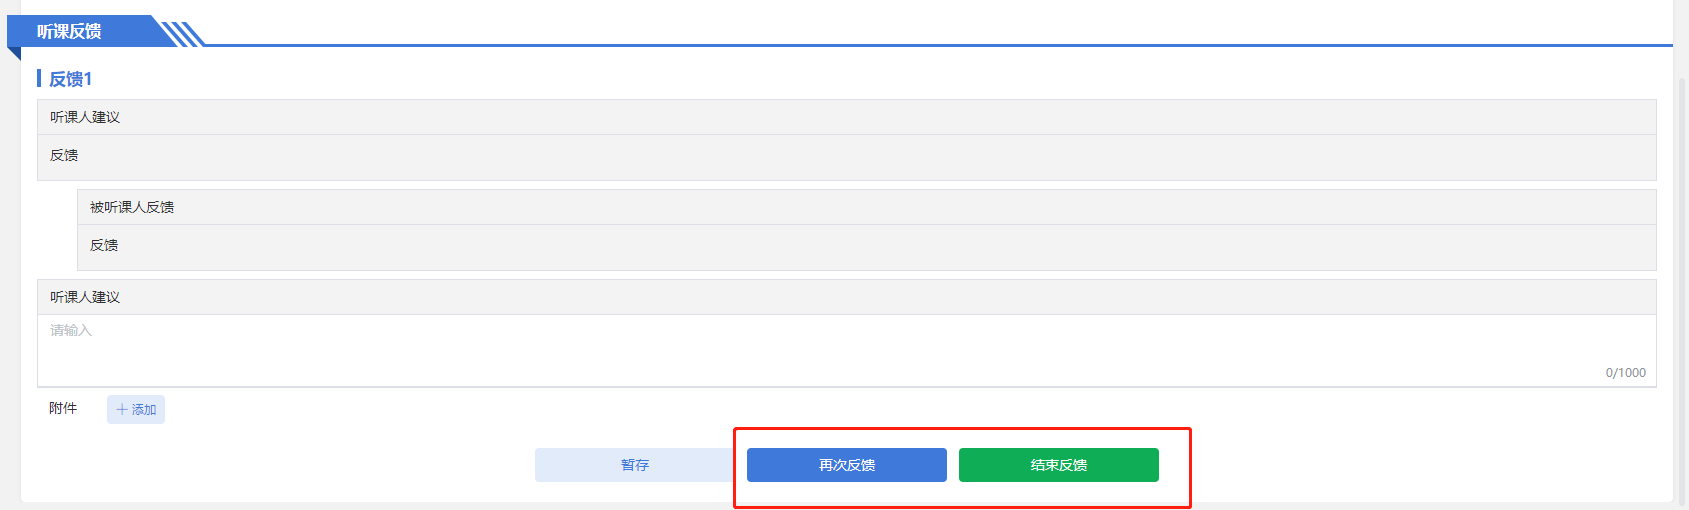 听课反馈
反馈1
听课人建议
反馈
被听课人反馈
反馈
听课人建议
请输入
0/1000
附件 + 添加
暂存 再次反馈 结束反馈